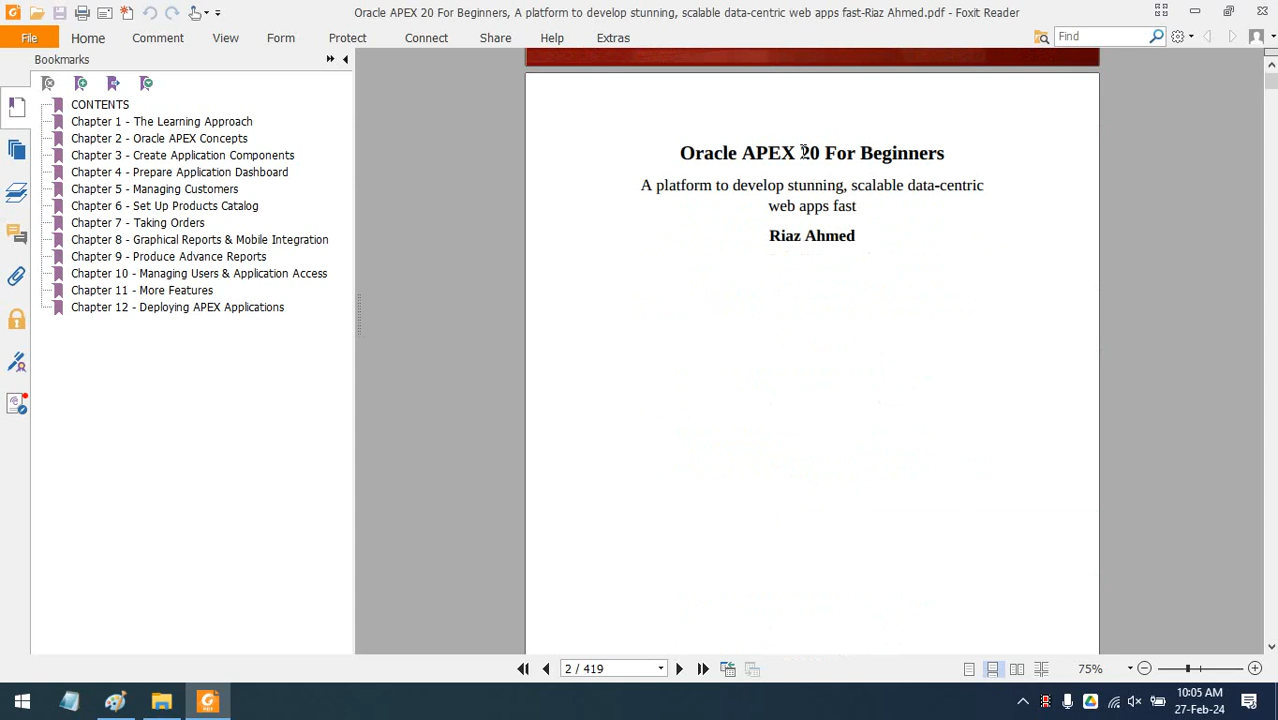 Oracle APEX 20 For Beginners, A platform to develop stunning, scalable data-centric web apps fast-Riaz Ahmed.pdf - Foxit Reader
File Home Comment View Form Protect Connect Share Help Extras Find
Bookmarks
CONTENTS
Chapter 1 - The Learning Approach
Chapter 2 - Oracle APEX Concepts
Chapter 3 - Create Application Components
Chapter 4 - Prepare Application Dashboard
Chapter 5 - Managing Customers
Chapter 6 - Set Up Products Catalog
Chapter 7 - Taking Orders
Chapter 8 - Graphical Reports & Mobile Integration
Chapter 9 - Produce Advance Reports
Chapter 10 - Managing Users & Application Access
Chapter 11 - More Features
Chapter 12 - Deploying APEX Applications
Oracle APEX 20 For Beginners
A platform to develop stunning, scalable data-centric
web apps fast
Riaz Ahmed
2 / 419
75%
10:05 AM
27-Feb-24